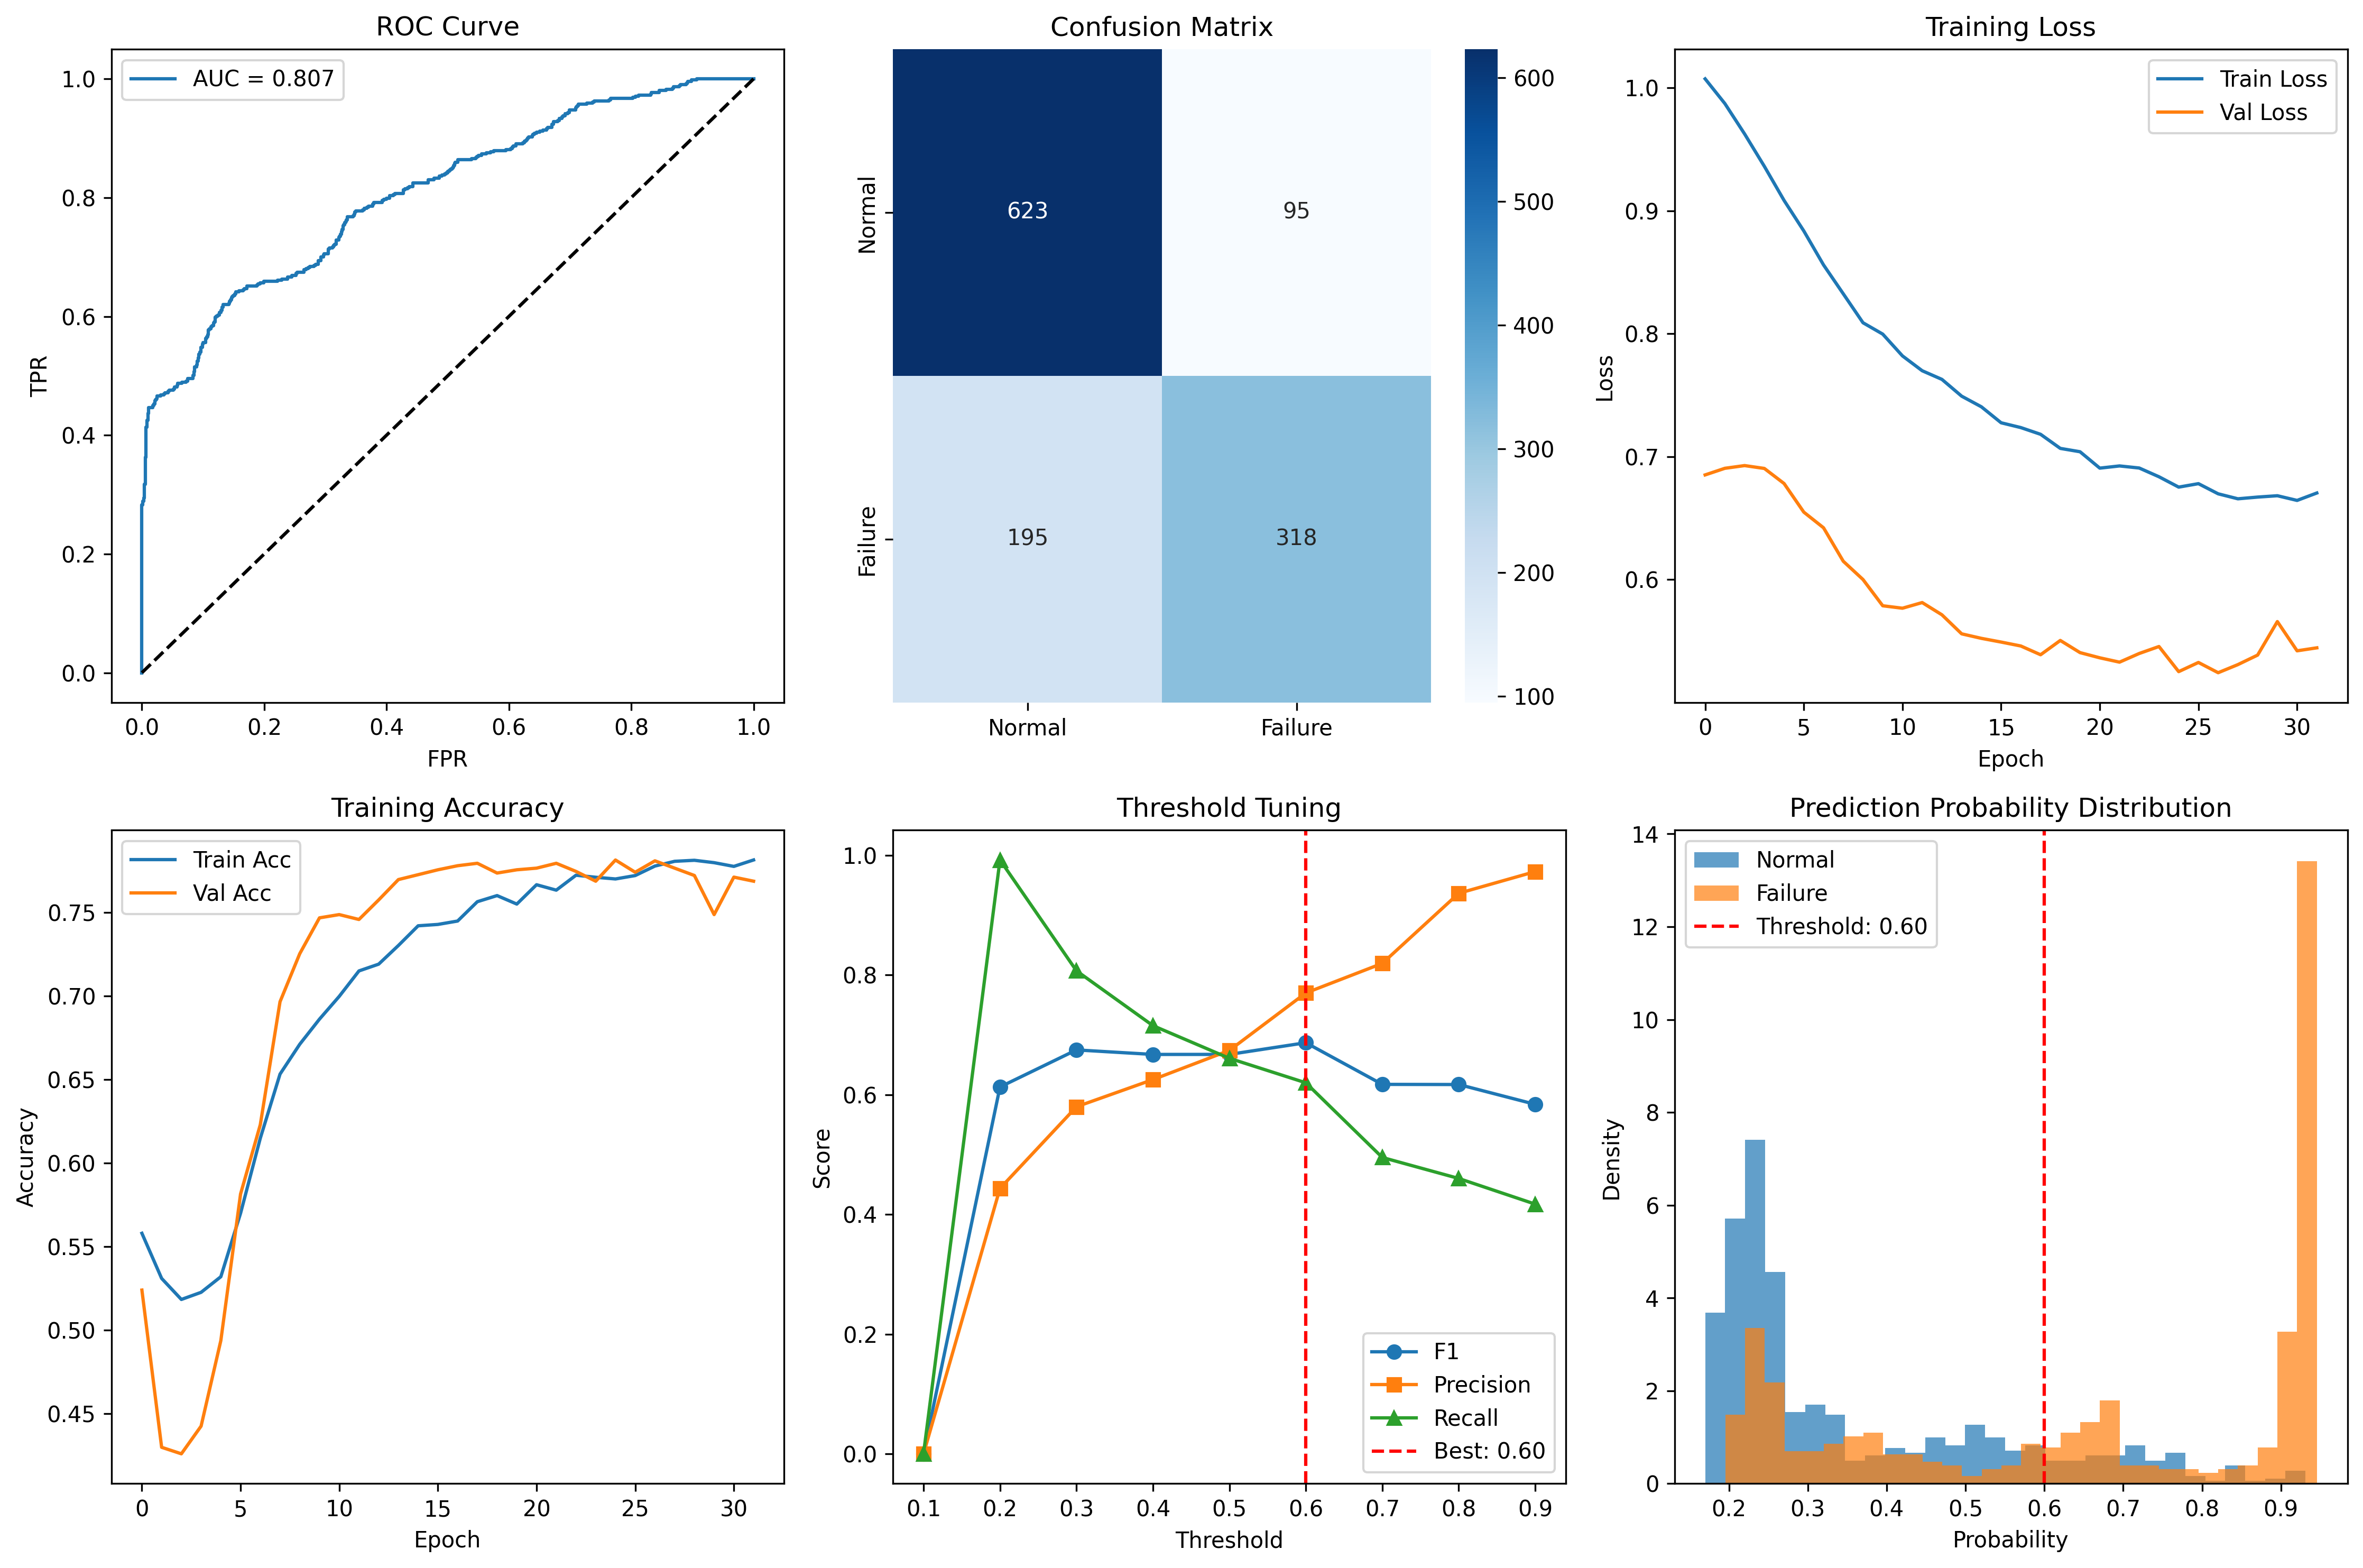 ROC Curve
AUC = 0.807
1.0
0.8
0.6
0.4
0.2
0.0
TPR
0.0 0.2 0.4 0.6 0.8 1.0
FPR
Confusion Matrix
Normal
Failure
623 95
195 318
Normal Failure
600
500
400
300
200
100
Training Loss
Train Loss
Val Loss
1.0
0.9
0.8
0.7
0.6
Loss
0 5 10 15 20 25 30
Epoch
Training Accuracy
Train Acc
Val Acc
0.75
0.70
0.65
0.60
0.55
0.50
0.45
Accuracy
0 5 10 15 20 25 30
Epoch
Threshold Tuning
1.0
0.8
0.6
0.4
0.2
0.0
Score
F1
Precision
Recall
Best: 0.60
0.1 0.2 0.3 0.4 0.5 0.6 0.7 0.8 0.9
Threshold
Prediction Probability Distribution
Normal
Failure
Threshold: 0.60
14
12
10
8
6
4
2
0
Density
0.2 0.3 0.4 0.5 0.6 0.7 0.8 0.9
Probability